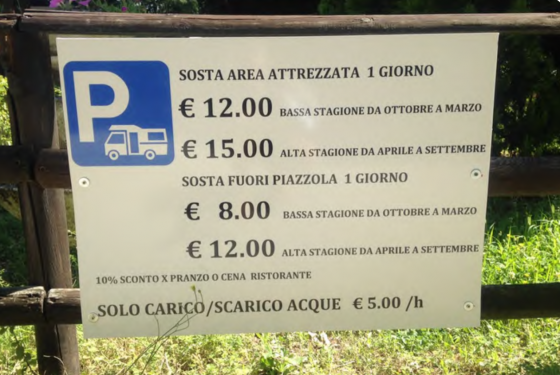 P
SOSTA AREA ATTREZZATA 1 GIORNO
€ 12.00 BASSA STAGIONE DA OTTOBRE A MARZO
€ 15.00 ALTA STAGIONE DA APRILE A SETTEMBRE
SOSTA FUORI PIAZZOLA 1 GIORNO
€ 8.00 BASSA STAGIONE DA OTTOBRE A MARZO
€ 12.00 ALTA STAGIONE DA APRILE A SETTEMBRE
10% SCONTO X PRANZO O CENA RISTORANTE
SOLO CARiCO/SCARICO ACQUE € 5.00 /h